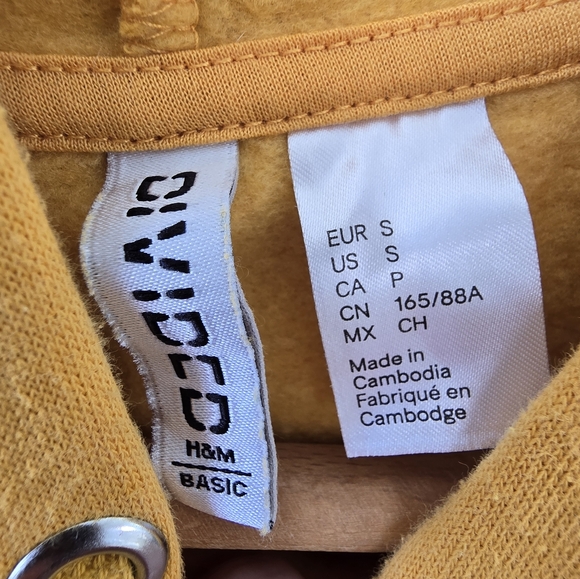 DIVIDED
H&M
BASIC
EUR S
US S
CA P
CN 165/88A
MX CH
Made in
Cambodia
Fabriqué en
Cambodge